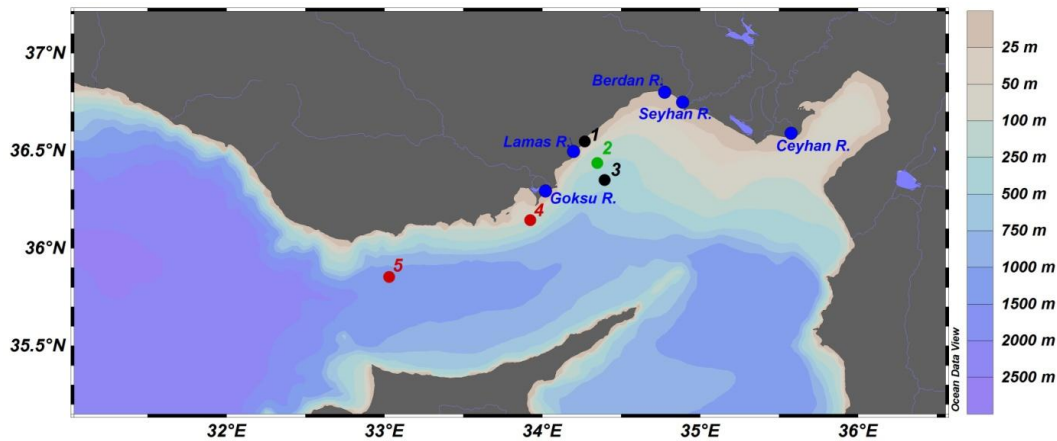 37°N
36.5°N
36°N
35.5°N
32°E
33°E
34°E
35°E
36°E
Berdan R.
Seyhan R.
Lamas R.
Ceyhan R.
Goksu R.
1
2
3
4
5
25 m
50 m
100 m
250 m
500 m
750 m
1000 m
1500 m
2000 m
2500 m
Ocean Data View